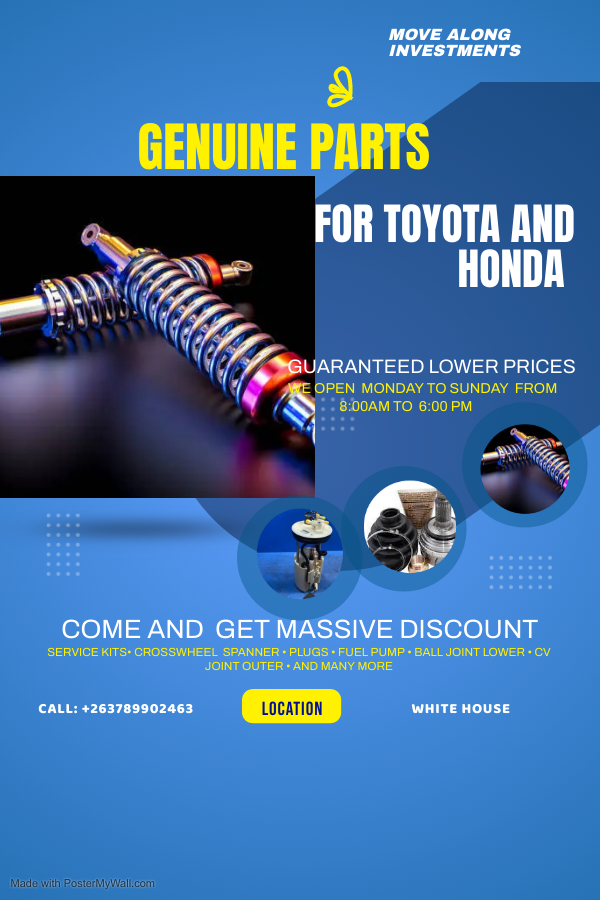 MOVE ALONG
INVESTMENTS
GENUINE PARTS
FOR TOYOTA AND
HONDA
GUARANTEED LOWER PRICES
WE OPEN MONDAY TO SUNDAY FROM
8:00AM TO 6:00 PM
COME AND GET MASSIVE DISCOUNT
SERVICE KITS• CROSSWHEEL SPANNER • PLUGS • FUEL PUMP • BALL JOINT LOWER • CV
JOINT OUTER • AND MANY MORE
CALL: +263789902463
LOCATION
WHITE HOUSE
Made with PosterMyWall.com